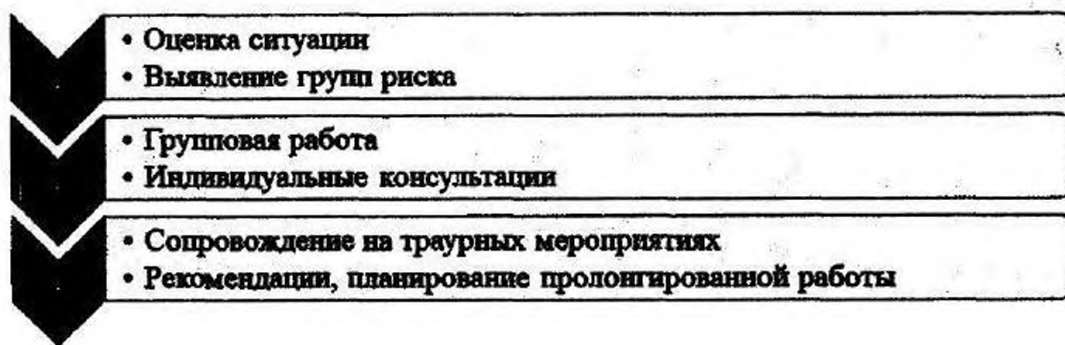 • Оценка ситуации
• Выявление групп риска
• Групповая работа
• Индивидуальные консультации
• Сопровождение на траурных мероприятиях
• Рекомендации, планирование пролонгированной работы